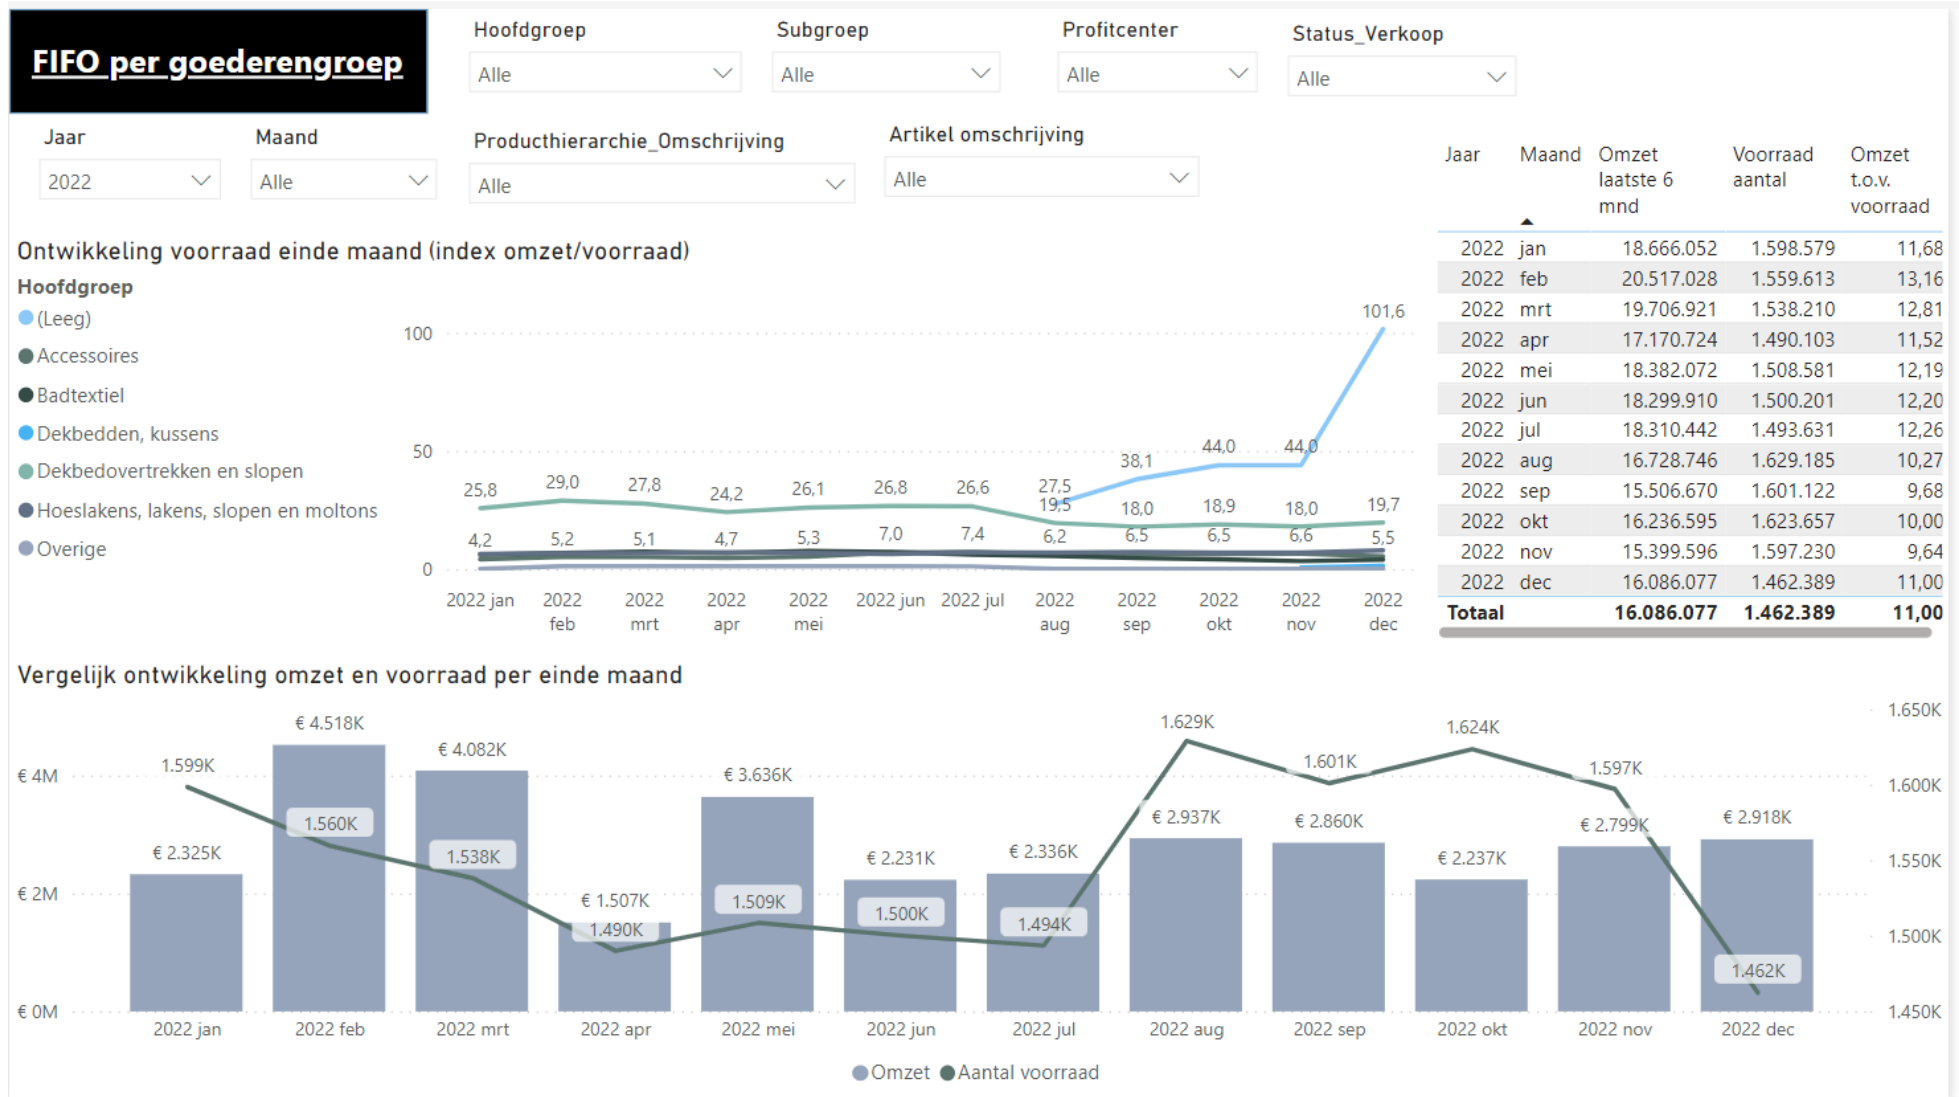 FIFO per goederengroep
Hoofdgroep
Alle
Subgroep
Alle
Profitcenter
Alle
Status_Verkoop
Alle
Jaar
2022
Maand
Alle
Producthierarchie_Omschrijving
Alle
Artikel omschrijving
Alle
Ontwikkeling voorraad einde maand (index omzet/voorraad)
Hoofdgroep
(Leeg)
Accessoires
Badtextiel
Dekbedden, kussens
Dekbedovertrekken en slopen
Hoeslakens, lakens, slopen en moltons
Overige
100
50
0
101,6
27,5 38,1 44,0 44,0
25,8 29,0 27,8 24,2 26,1 26,8 26,6 19,5 18,0 18,9 18,0 19,7
4,2 5,2 5,1 4,7 5,3 7,0 7,4 6,2 6,5 6,5 6,6 5,5
2022 jan 2022 feb 2022 mrt 2022 apr 2022 mei 2022 jun 2022 jul 2022 aug 2022 sep 2022 okt 2022 nov 2022 dec
Jaar Maand Omzet laatste 6 mnd Voorraad aantal Omzet t.o.v. voorraad
2022 jan 18.666.052 1.598.579 11,68
2022 feb 20.517.028 1.559.613 13,16
2022 mrt 19.706.921 1.538.210 12,81
2022 apr 17.170.724 1.490.103 11,52
2022 mei 18.382.072 1.508.581 12,19
2022 jun 18.299.910 1.500.201 12,20
2022 jul 18.310.442 1.493.631 12,26
2022 aug 16.728.746 1.629.185 10,27
2022 sep 15.506.670 1.601.122 9,68
2022 okt 16.236.595 1.623.657 10,00
2022 nov 15.399.596 1.597.230 9,64
2022 dec 16.086.077 1.462.389 11,00
Totaal 16.086.077 1.462.389 11,00
Vergelijk ontwikkeling omzet en voorraad per einde maand
€ 4M
€ 2M
€ 0M
€ 2.325K € 4.518K € 4.082K € 1.507K € 3.636K € 2.231K € 2.336K € 2.937K € 2.860K € 2.237K € 2.799K € 2.918K
1.599K 1.560K 1.538K 1.490K 1.509K 1.500K 1.494K 1.629K 1.601K 1.624K 1.597K 1.462K
1.650K
1.600K
1.550K
1.500K
1.450K
2022 jan 2022 feb 2022 mrt 2022 apr 2022 mei 2022 jun 2022 jul 2022 aug 2022 sep 2022 okt 2022 nov 2022 dec
Omzet Aantal voorraad